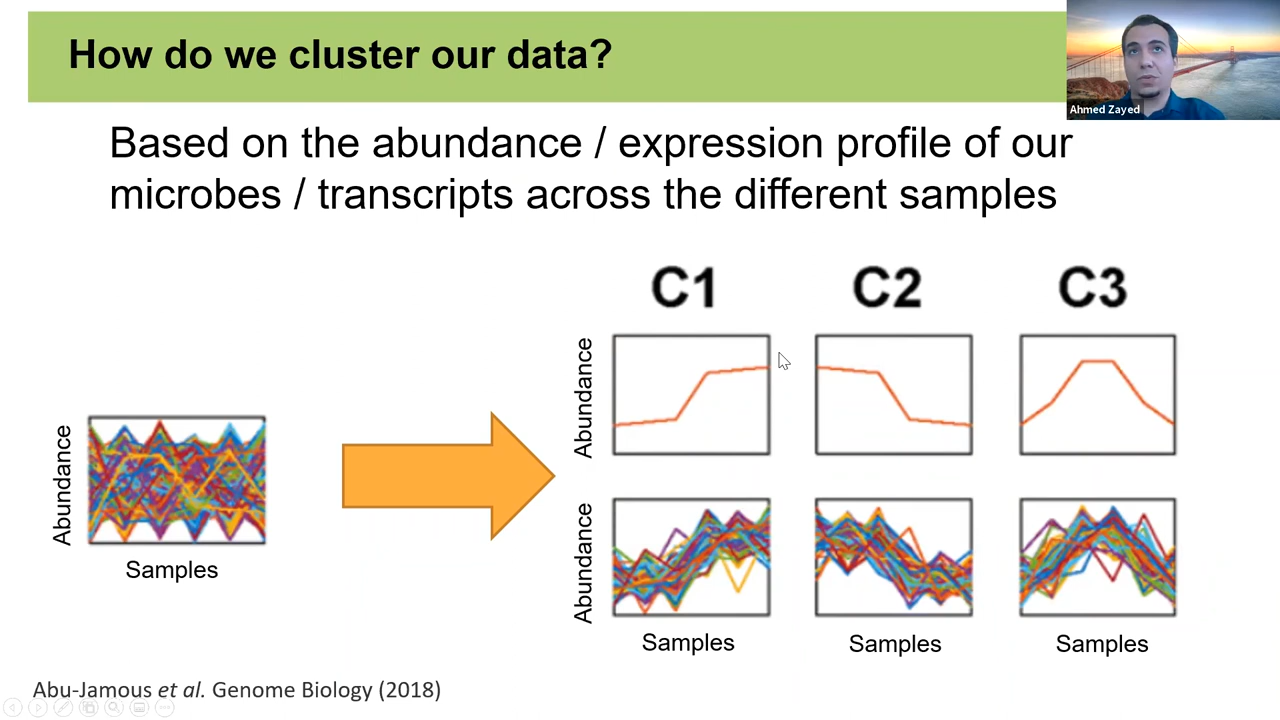 How do we cluster our data?
Ahmed Zayed
Based on the abundance / expression profile of our
microbes / transcripts across the different samples
C1 C2 C3
Abundance
Abundance
Samples
Abundance
Samples Samples Samples
Abu-Jamous et al. Genome Biology (2018)